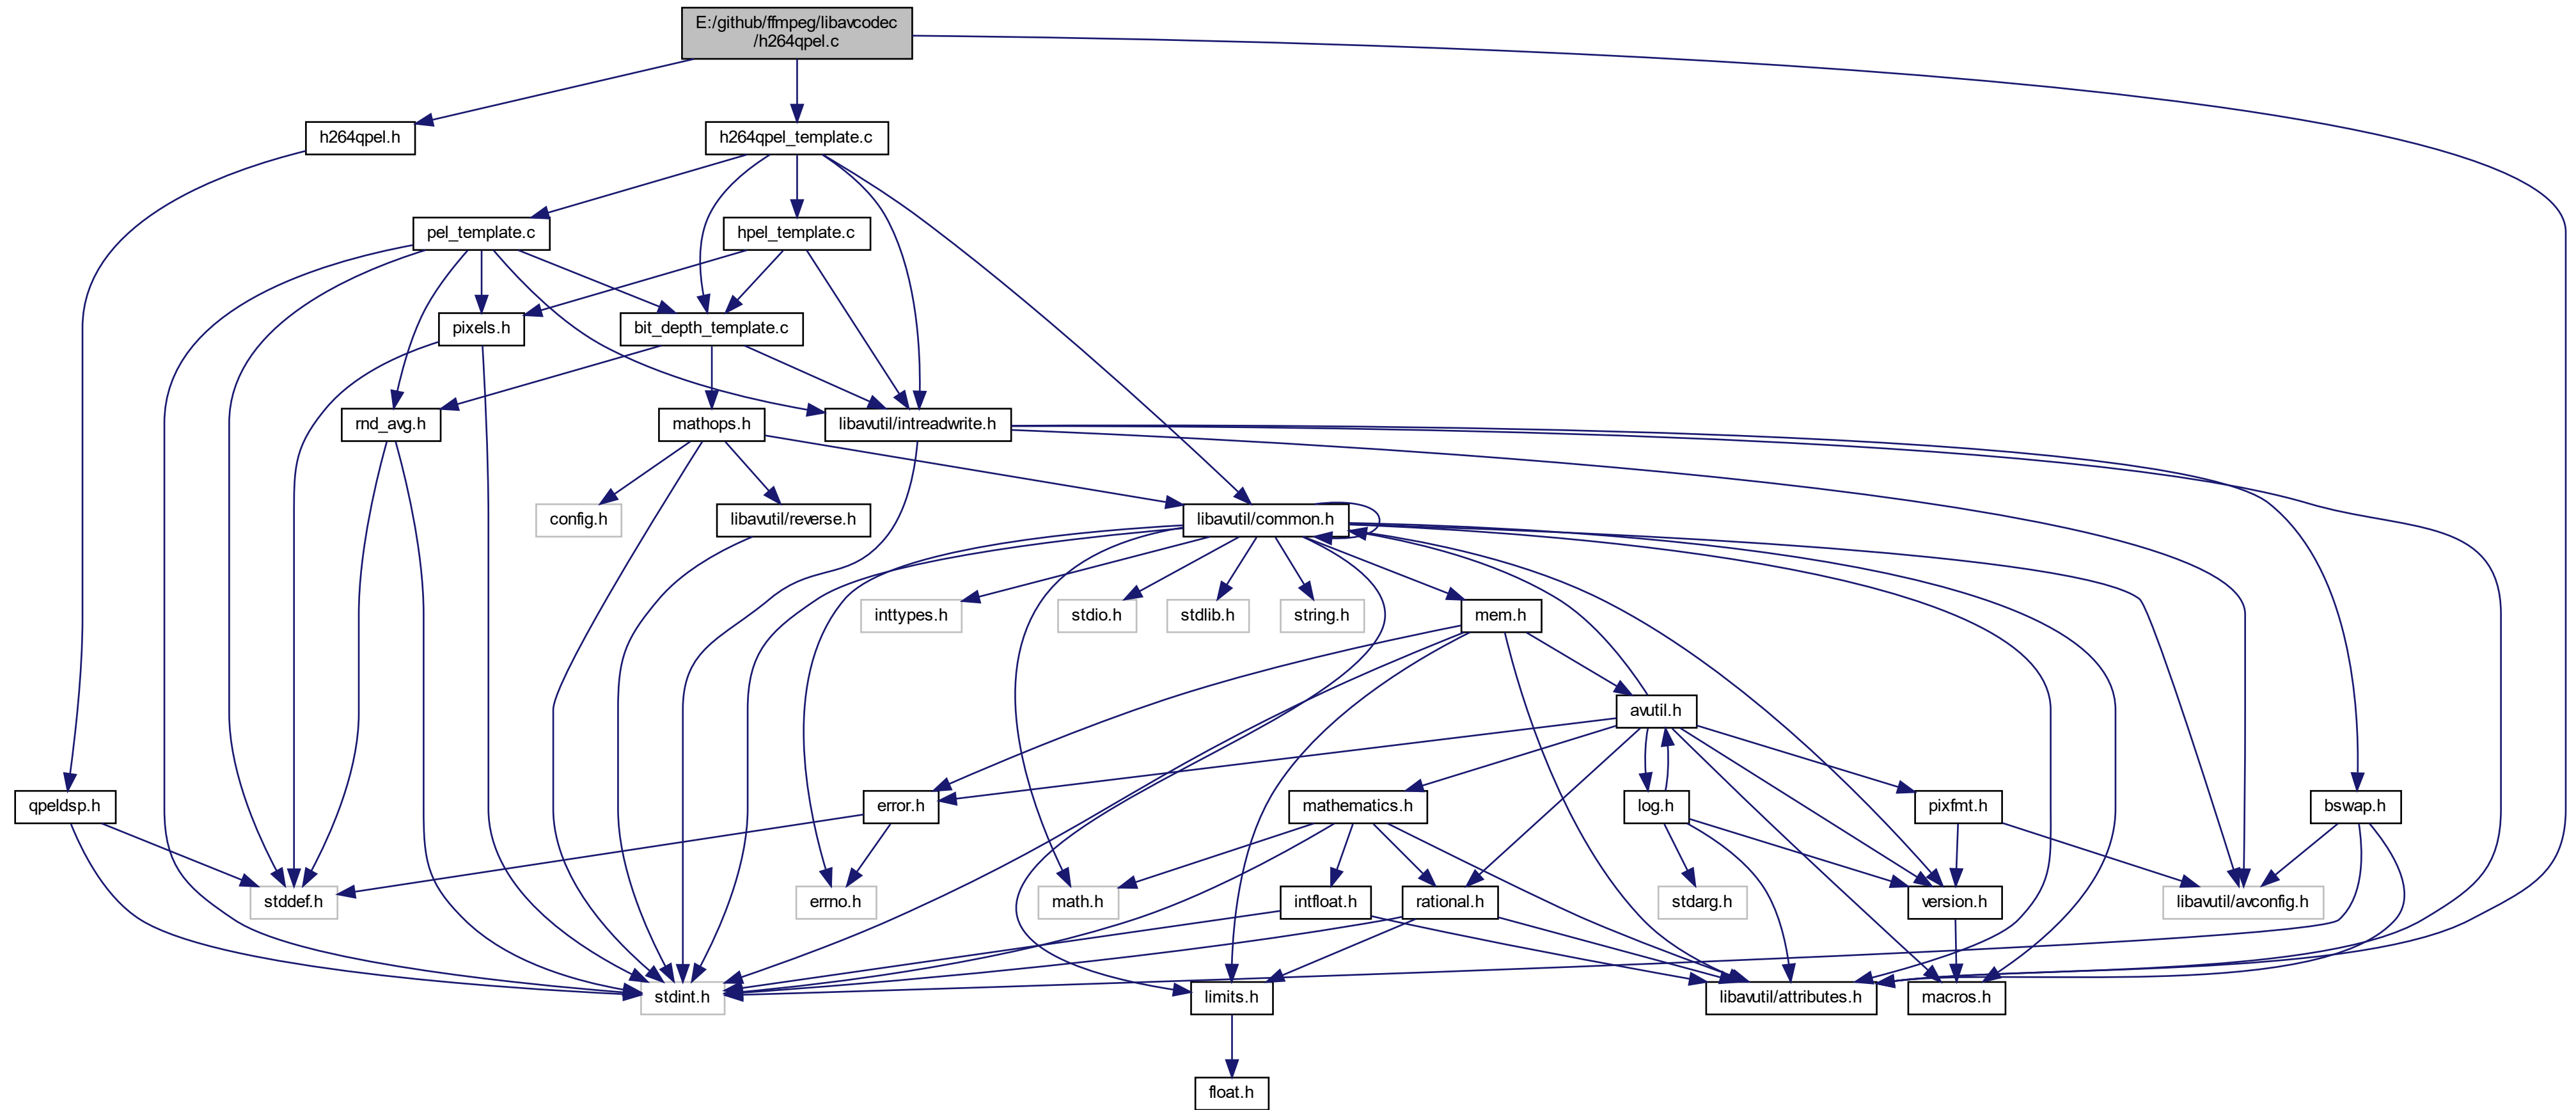 E:/github/ffmpeg/libavcodec
/h264qpel.c
h264qpel.h
h264qpel_template.c
pel_template.c
hpel_template.c
pixels.h
bit_depth_template.c
rnd_avg.h
mathops.h
libavutil/intreadwrite.h
config.h
libavutil/reverse.h
libavutil/common.h
inttypes.h
stdio.h
stdlib.h
string.h
mem.h
avutil.h
qpeldsp.h
error.h
mathematics.h
log.h
pixfmt.h
bswap.h
stddef.h
errno.h
math.h
intfloat.h
rational.h
stdarg.h
version.h
libavutil/avconfig.h
stdint.h
limits.h
libavutil/attributes.h
macros.h
float.h